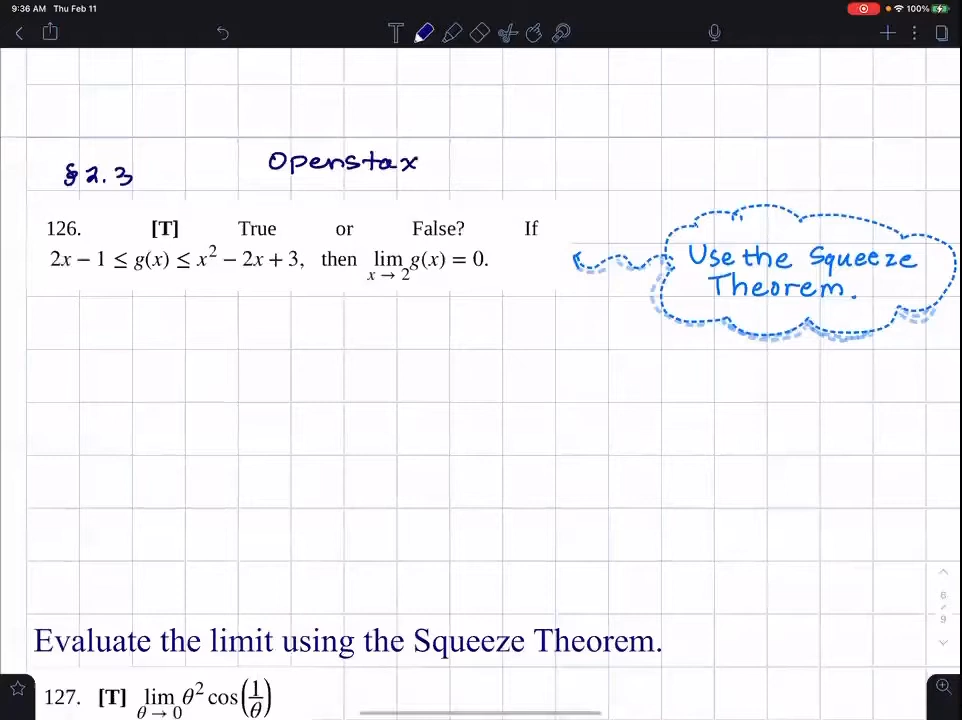 9:36 AM Thu Feb 11
100%
§ 2.3 Openstax
126. [T] True or False? If
2x − 1 ≤ g(x) ≤ x² − 2x + 3, then lim x → 2 g(x) = 0.
Use the Squeeze
Theorem.
6
/
9
Evaluate the limit using the Squeeze Theorem.
127. [T] lim θ → 0 θ² cos(1/θ)